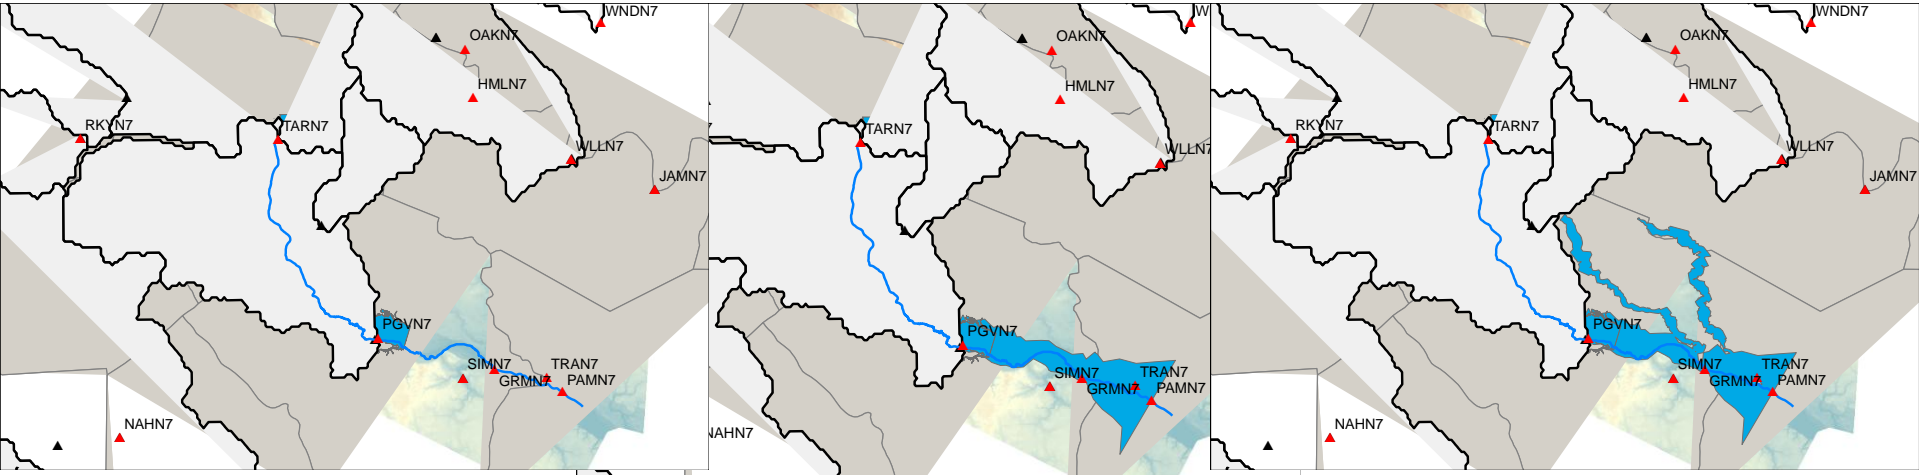 WNDN7
OAKN7
HMLN7
RKYN7
TARN7
WLLN7
JAMN7
PGVN7
SIMN7
TRAN7
GRMN7
PAMN7
NAHN7
W
OAKN7
HMLN7
TARN7
WLLN7
PGVN7
SIMN7
TRAN7
GRMN7
PAMN7
NAHN7
WNDN7
OAKN7
HMLN7
RKYN7
TARN7
WLLN7
JAMN7
PGVN7
SIMN7
TRAN7
GRMN7
PAMN7
NAHN7